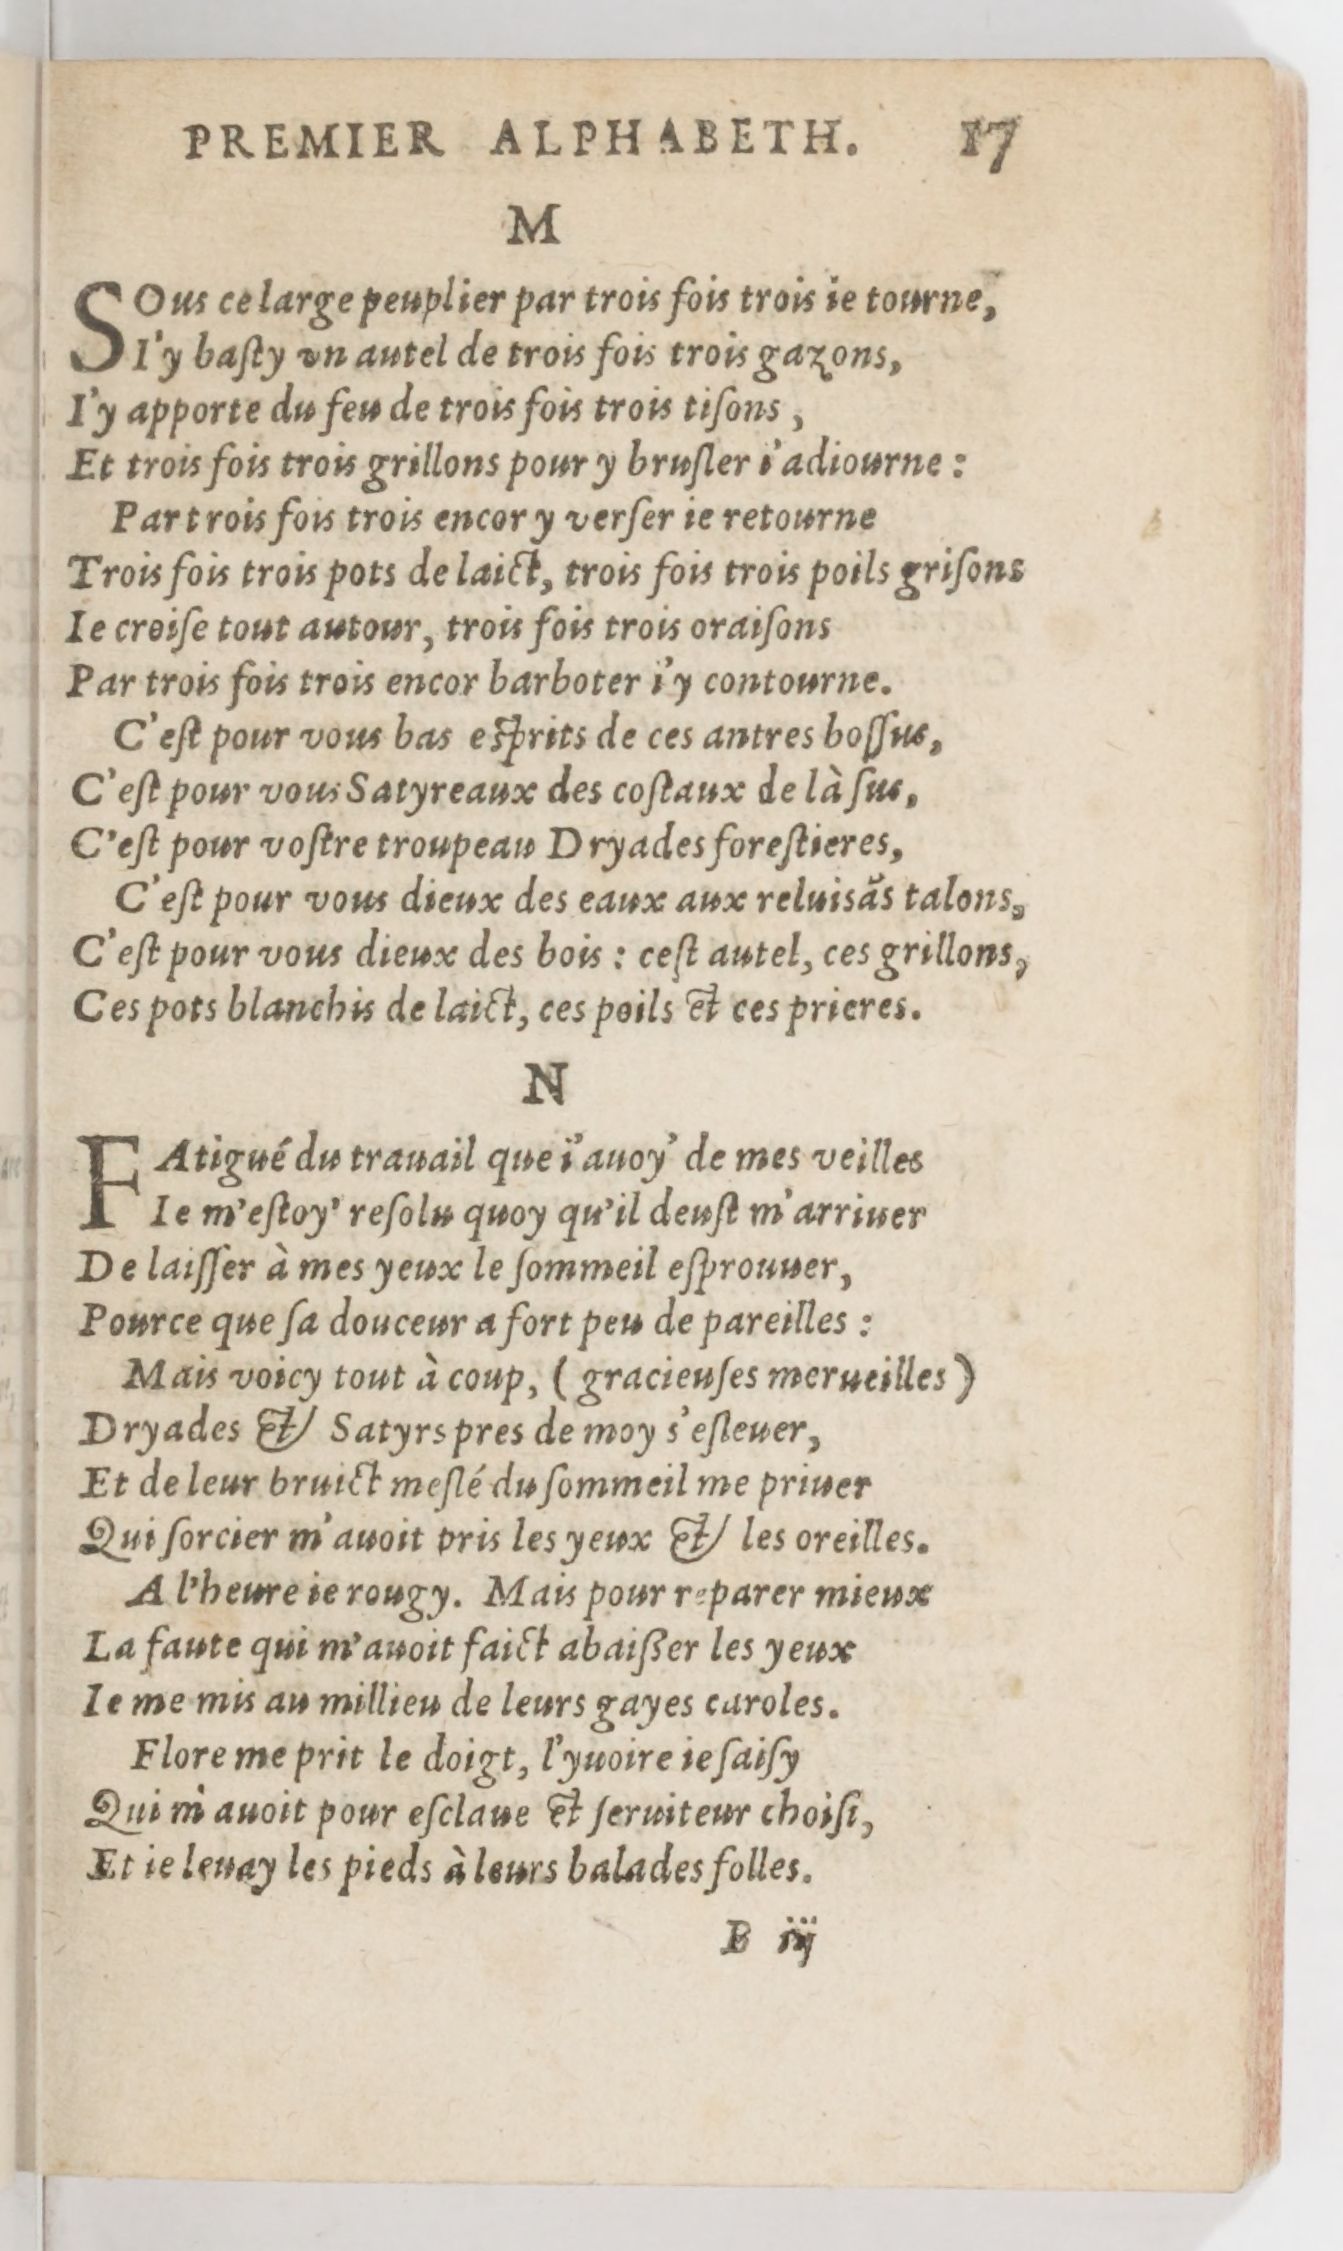 PREMIER ALPHABETH. 17
M
SOus ce large peuplier par trois fois trois ie tourne,
I'y baſty vn autel de trois fois trois gazons,
I'y apporte du feu de trois fois trois tiſons,
Et trois fois trois grillons pour y bruſler i'adiourne :
Par trois fois trois encor y verſer ie retourne
Trois fois trois pots de laict, trois fois trois poils griſons
Ie croiſe tout autour, trois fois trois oraiſons
Par trois fois trois encor barboter i'y contourne.
C'eſt pour vous bas eſprits de ces antres boſſus,
C'eſt pour vous Satyreaux des coſtaux de là ſus,
C'eſt pour voſtre troupeau Dryades foreſtieres,
C'eſt pour vous dieux des eaux aux reluisãs talons,
C'eſt pour vous dieux des bois : ceſt autel, ces grillons,
Ces pots blanchis de laict, ces poils et ces prieres.
N
FAtigué du trauail que i'auoy' de mes veilles
Ie m'eſtoy' reſolu quoy qu'il deuſt m'arriuer
De laiſſer à mes yeux le ſommeil eſprouuer,
Pource que ſa douceur a fort peu de pareilles :
Mais voicy tout à coup, (gracieuſes merueilles)
Dryades et Satyrs pres de moy s'eſleuer,
Et de leur bruict meſlé du ſommeil me priuer
Qui ſorcier m'auoit pris les yeux et les oreilles.
A l'heure ie rougy. Mais pour reparer mieux
La faute qui m'auoit faict abaißer les yeux
Ie me mis au millieu de leurs gayes caroles.
Flore me prit le doigt, l'yuoire ie ſaiſy
Qui m'auoit pour eſclaue et ſeruiteur choiſi,
Et ie leuay les pieds à leurs balades folles.
B iij